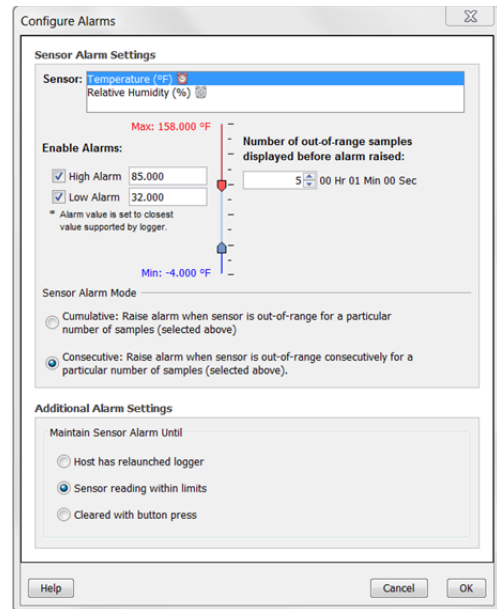 Configure Alarms
Sensor Alarm Settings
Sensor: Temperature (°F)
Relative Humidity (%)
Max: 158.000 °F
Enable Alarms:
Number of out-of-range samples
displayed before alarm raised:
High Alarm 85.000
5 00 Hr 01 Min 00 Sec
Low Alarm 32.000
* Alarm value is set to closest
value supported by logger.
Min: -4.000 °F
Sensor Alarm Mode
Cumulative: Raise alarm when sensor is out-of-range for a particular
number of samples (selected above)
Consecutive: Raise alarm when sensor is out-of-range consecutively for a
particular number of samples (selected above).
Additional Alarm Settings
Maintain Sensor Alarm Until
Host has relaunched logger
Sensor reading within limits
Cleared with button press
Help
Cancel
OK